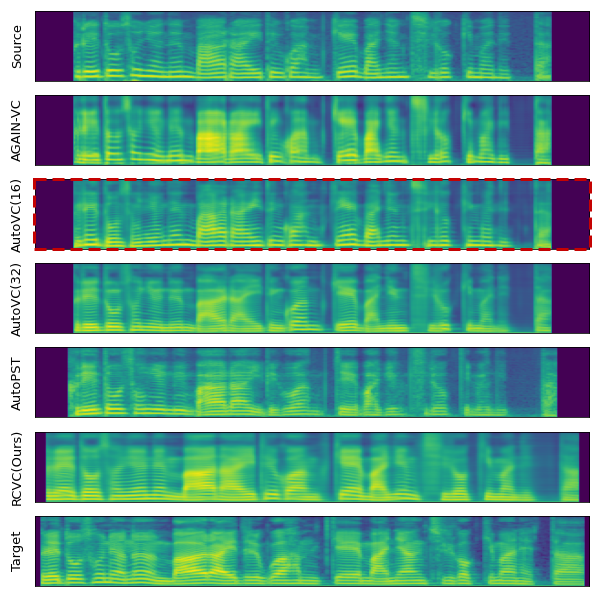 Source
AGAIN-VC
AutoVC(16)
AutoVC(32)
AutoPST
RCVC(Ours)
Target